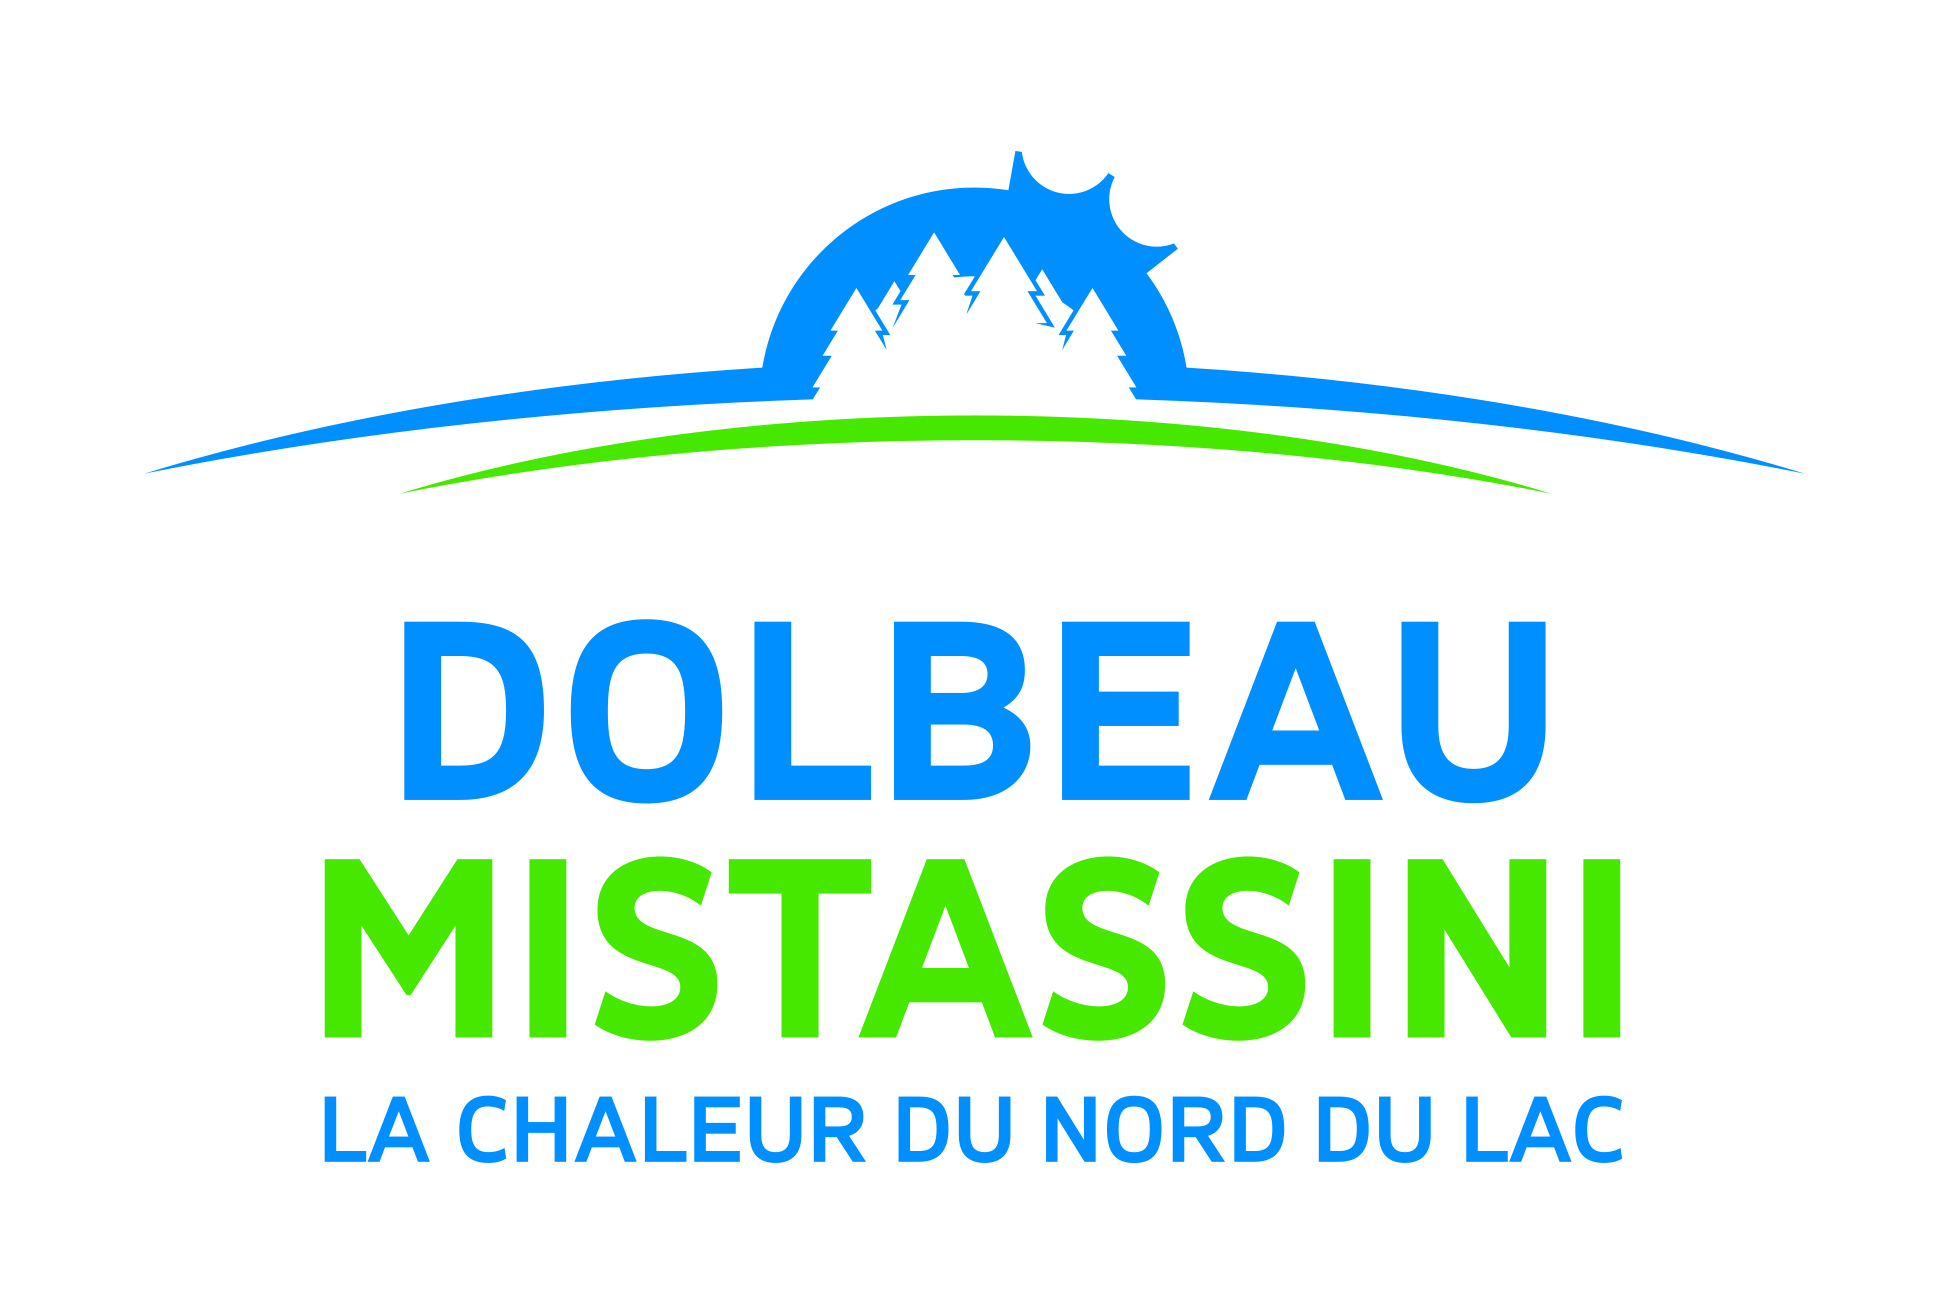 DOLBEAU
MISTASSINI
LA CHALEUR DU NORD DU LAC